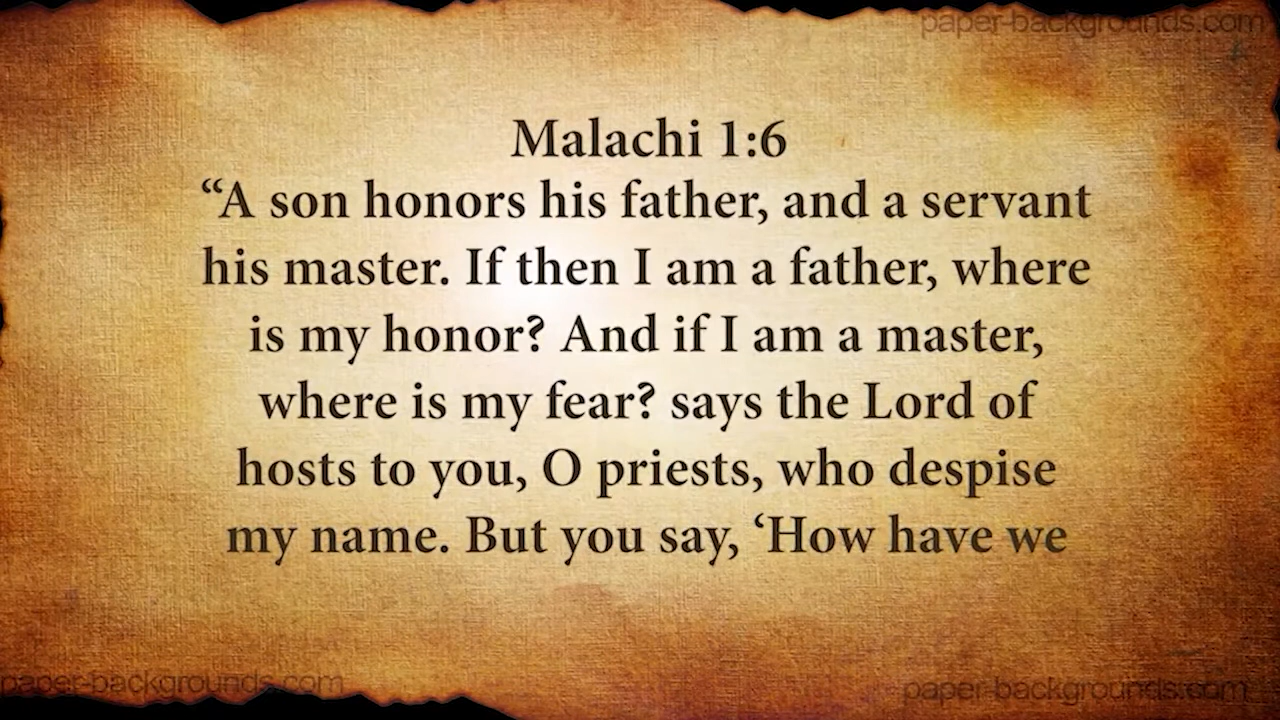 paper-backgrounds.com
Malachi 1:6
“A son honors his father, and a servant
his master. If then I am a father, where
is my honor? And if I am a master,
where is my fear? says the Lord of
hosts to you, O priests, who despise
my name. But you say, ‘How have we
paper-backgrounds.com
paper-backgrounds.com